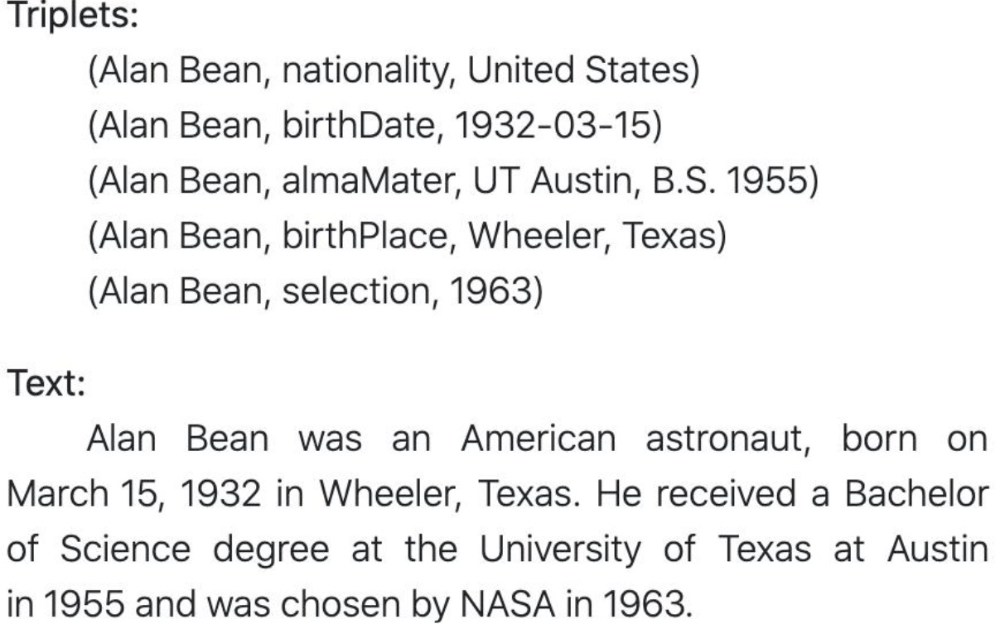 Triplets:
(Alan Bean, nationality, United States)
(Alan Bean, birthDate, 1932-03-15)
(Alan Bean, almaMater, UT Austin, B.S. 1955)
(Alan Bean, birthPlace, Wheeler, Texas)
(Alan Bean, selection, 1963)
Text:
Alan Bean was an American astronaut, born on
March 15, 1932 in Wheeler, Texas. He received a Bachelor
of Science degree at the University of Texas at Austin
in 1955 and was chosen by NASA in 1963.